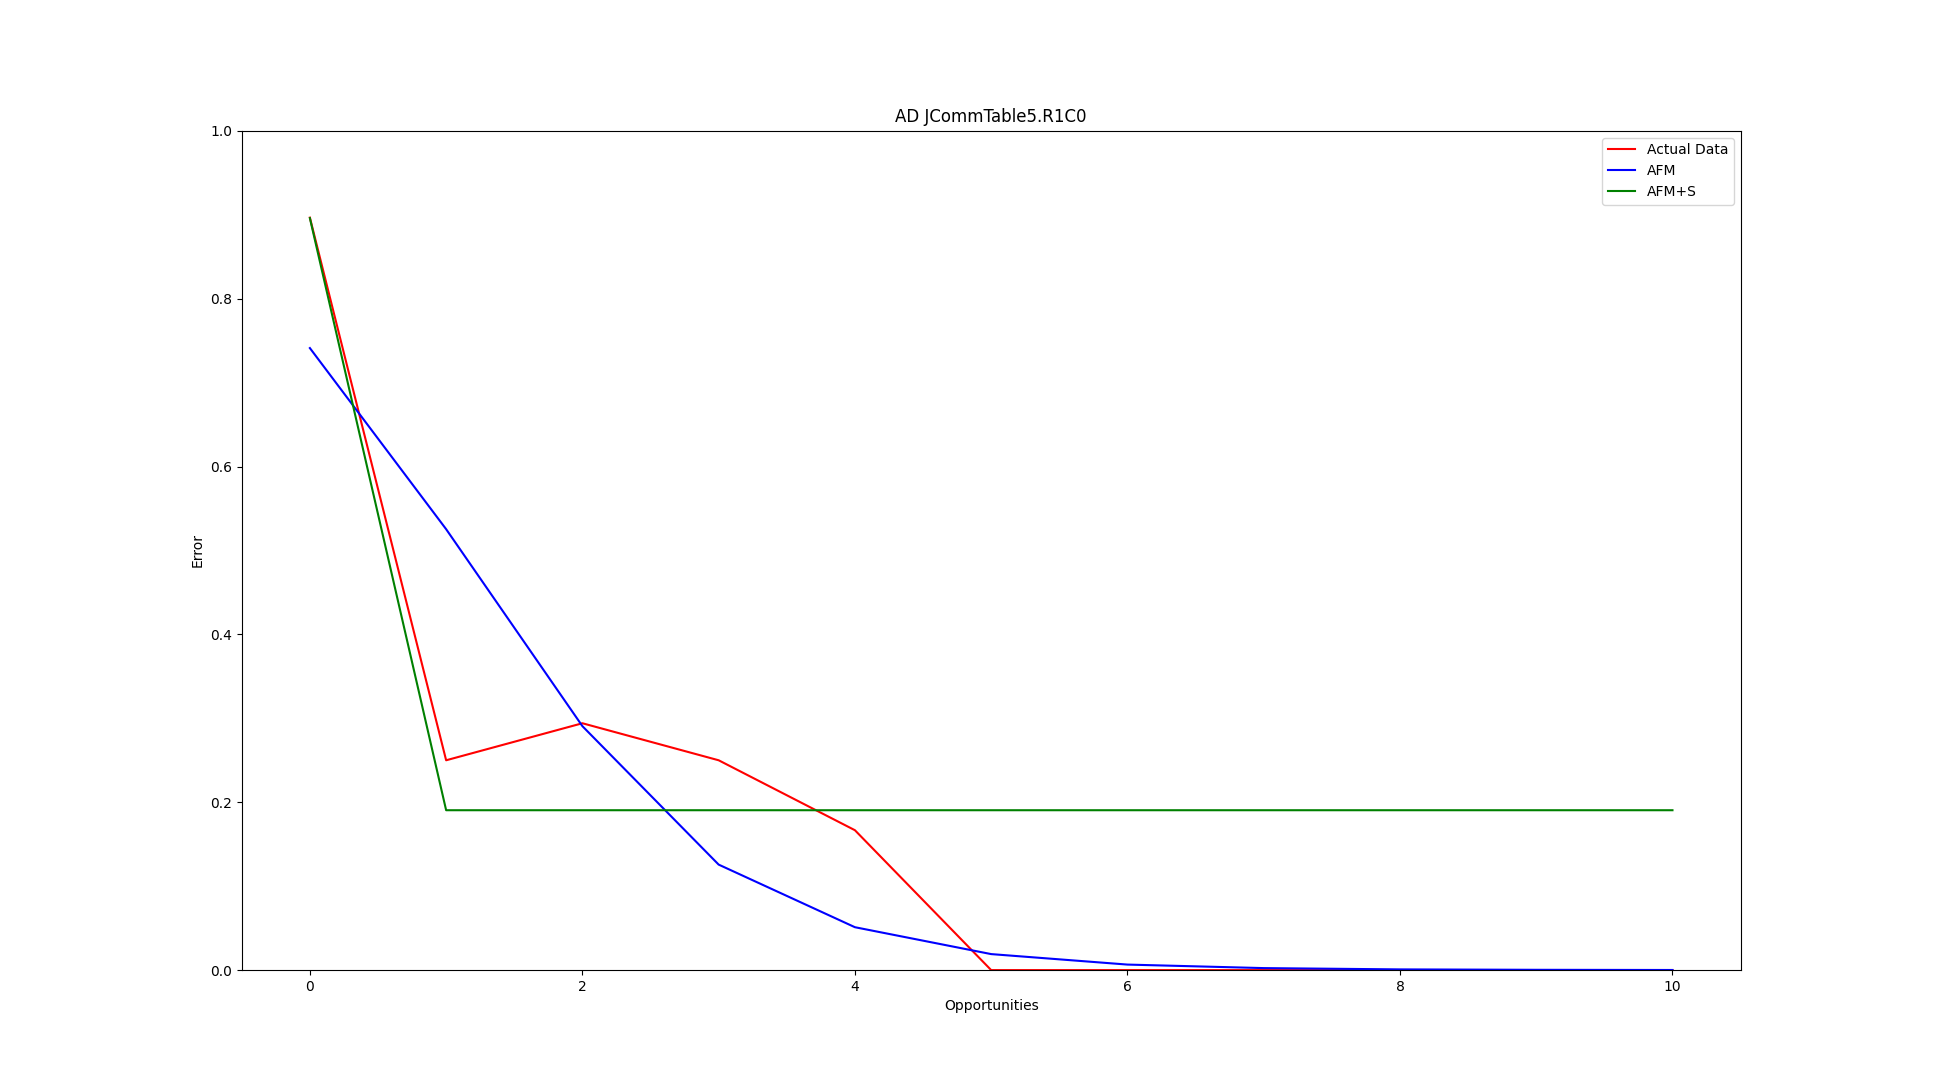 AD JCommTable5.R1C0
1.0
0.8
0.6
0.4
0.2
0.0
Error
0 2 4 6 8 10
Opportunities
Actual Data
AFM
AFM+S